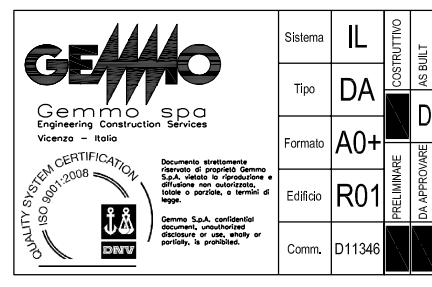 GEMMO
Gemmo spa
Engineering Construction Services
Vicenza - Italia
QUALITY SYSTEM CERTIFICATION
ISO 9001:2008
DNV
Documento strettamente
riservato di proprietà Gemmo
S.p.A. vietata la riproduzione e
diffusione non autorizzata,
totale o parziale, a termini di
legge.
Gemmo S.p.A. confidential
document, unauthorized
disclosure or use, wholly or
partially, is prohibited.
Sistema IL
Tipo DA
Formato A0+
Edificio R01
Comm. D11346
COSTRUTTIVO
AS BUILT
D
PRELIMINARE
DA APPROVARE